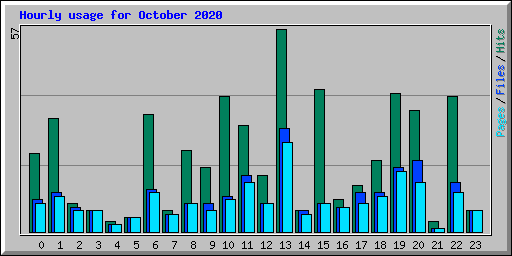 Hourly usage for October 2020
57
Pages/Files/Hits
0 1 2 3 4 5 6 7 8 9 10 11 12 13 14 15 16 17 18 19 20 21 22 23